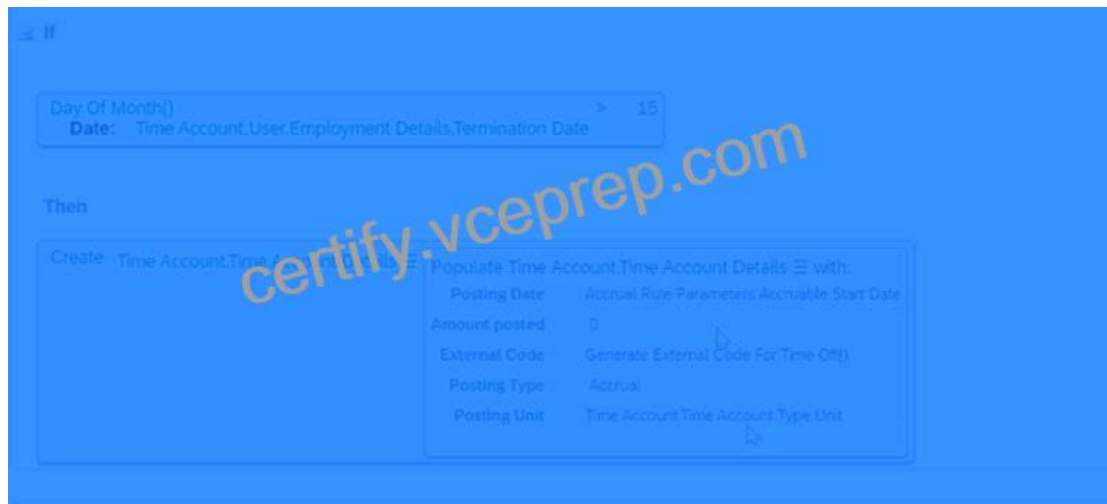 If
Day Of Month() > 15
Date: Time Account.User.Employment Details.Termination Date
certify.vceprep.com
Then
Create Time Account.Time Account Details ☰ Populate Time Account.Time Account Details ☰ with:
Posting Date Accrual Rule Parameters.Accruable Start Date
Amount posted 0
External Code Generate External Code For Time Off()
Posting Type Accrual
Posting Unit Time Account.Time Account Type.Unit